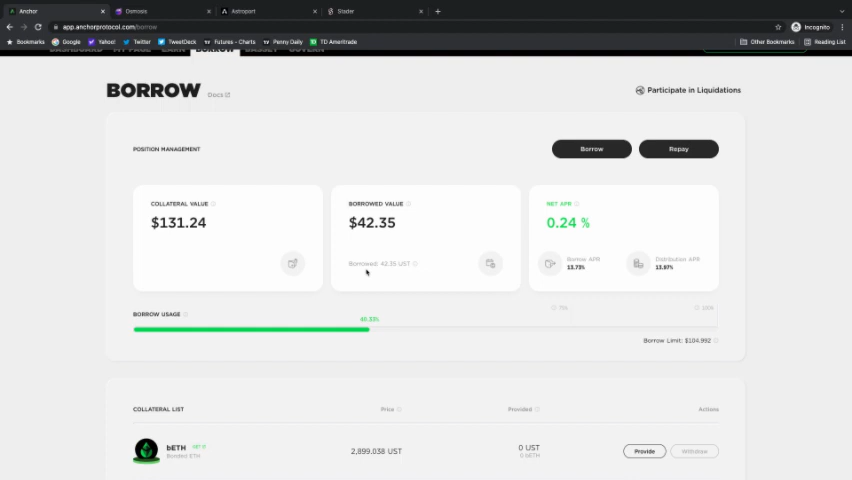 Anchor
Osmosis
Astroport
Stader
app.anchorprotocol.com/borrow
Incognito
Bookmarks
Google
Yahoo!
Twitter
TweetDeck
Futures - Charts
Penny Daily
TD Ameritrade
Other Bookmarks
Reading List
BORROW
Docs
Participate in Liquidations
POSITION MANAGEMENT
Borrow
Repay
COLLATERAL VALUE
$131.24
BORROWED VALUE
$42.35
Borrowed: 42.35 UST
NET APR
0.24 %
Borrow APR
13.73%
Distribution APR
13.97%
BORROW USAGE
40.33%
75%
100%
Borrow Limit: $104.992
COLLATERAL LIST
Price
Provided
Actions
bETH
Bonded ETH
2,899.038 UST
0 UST
0 bETH
Provide
Withdraw